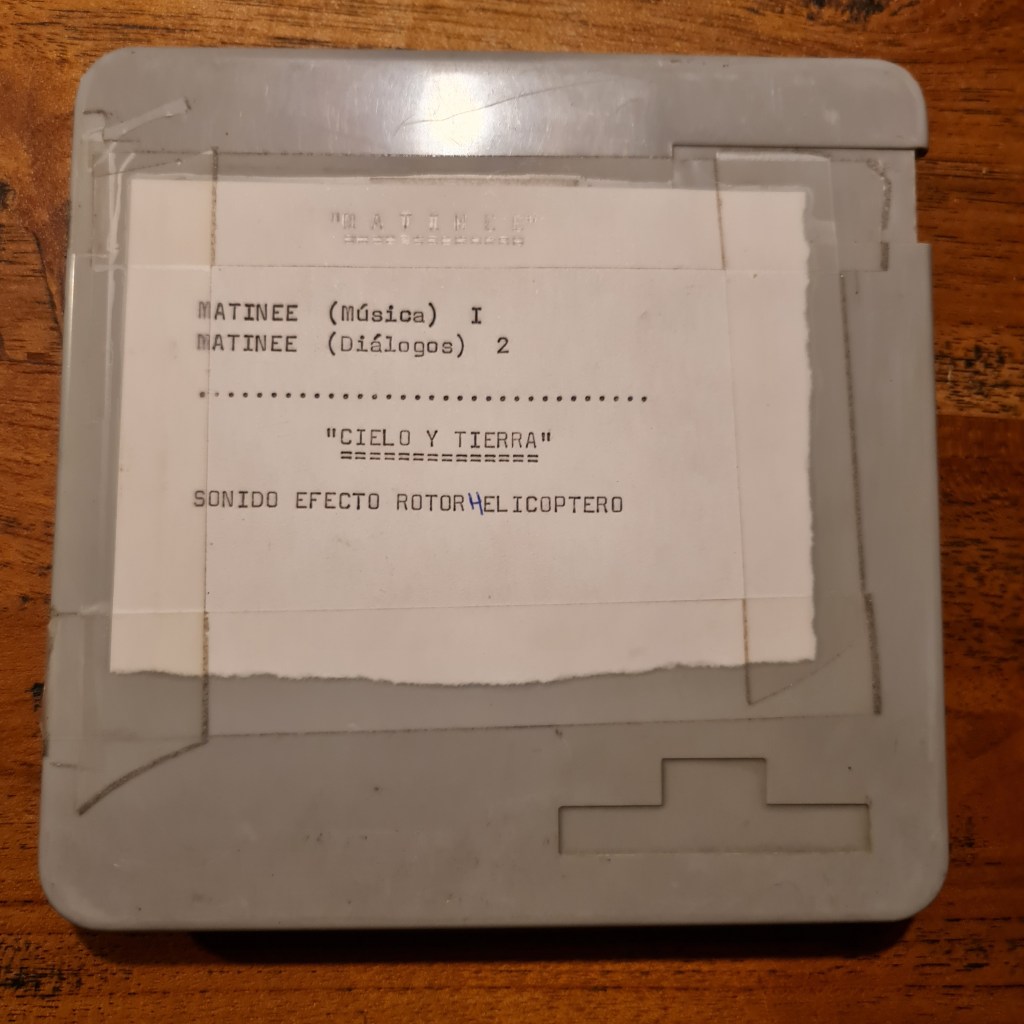 "M A T I N E E"
=============
MATINEE (Música) I
MATINEE (Diálogos) 2
................................
"CIELO Y TIERRA"
==============
SONIDO EFECTO ROTORHELICOPTERO